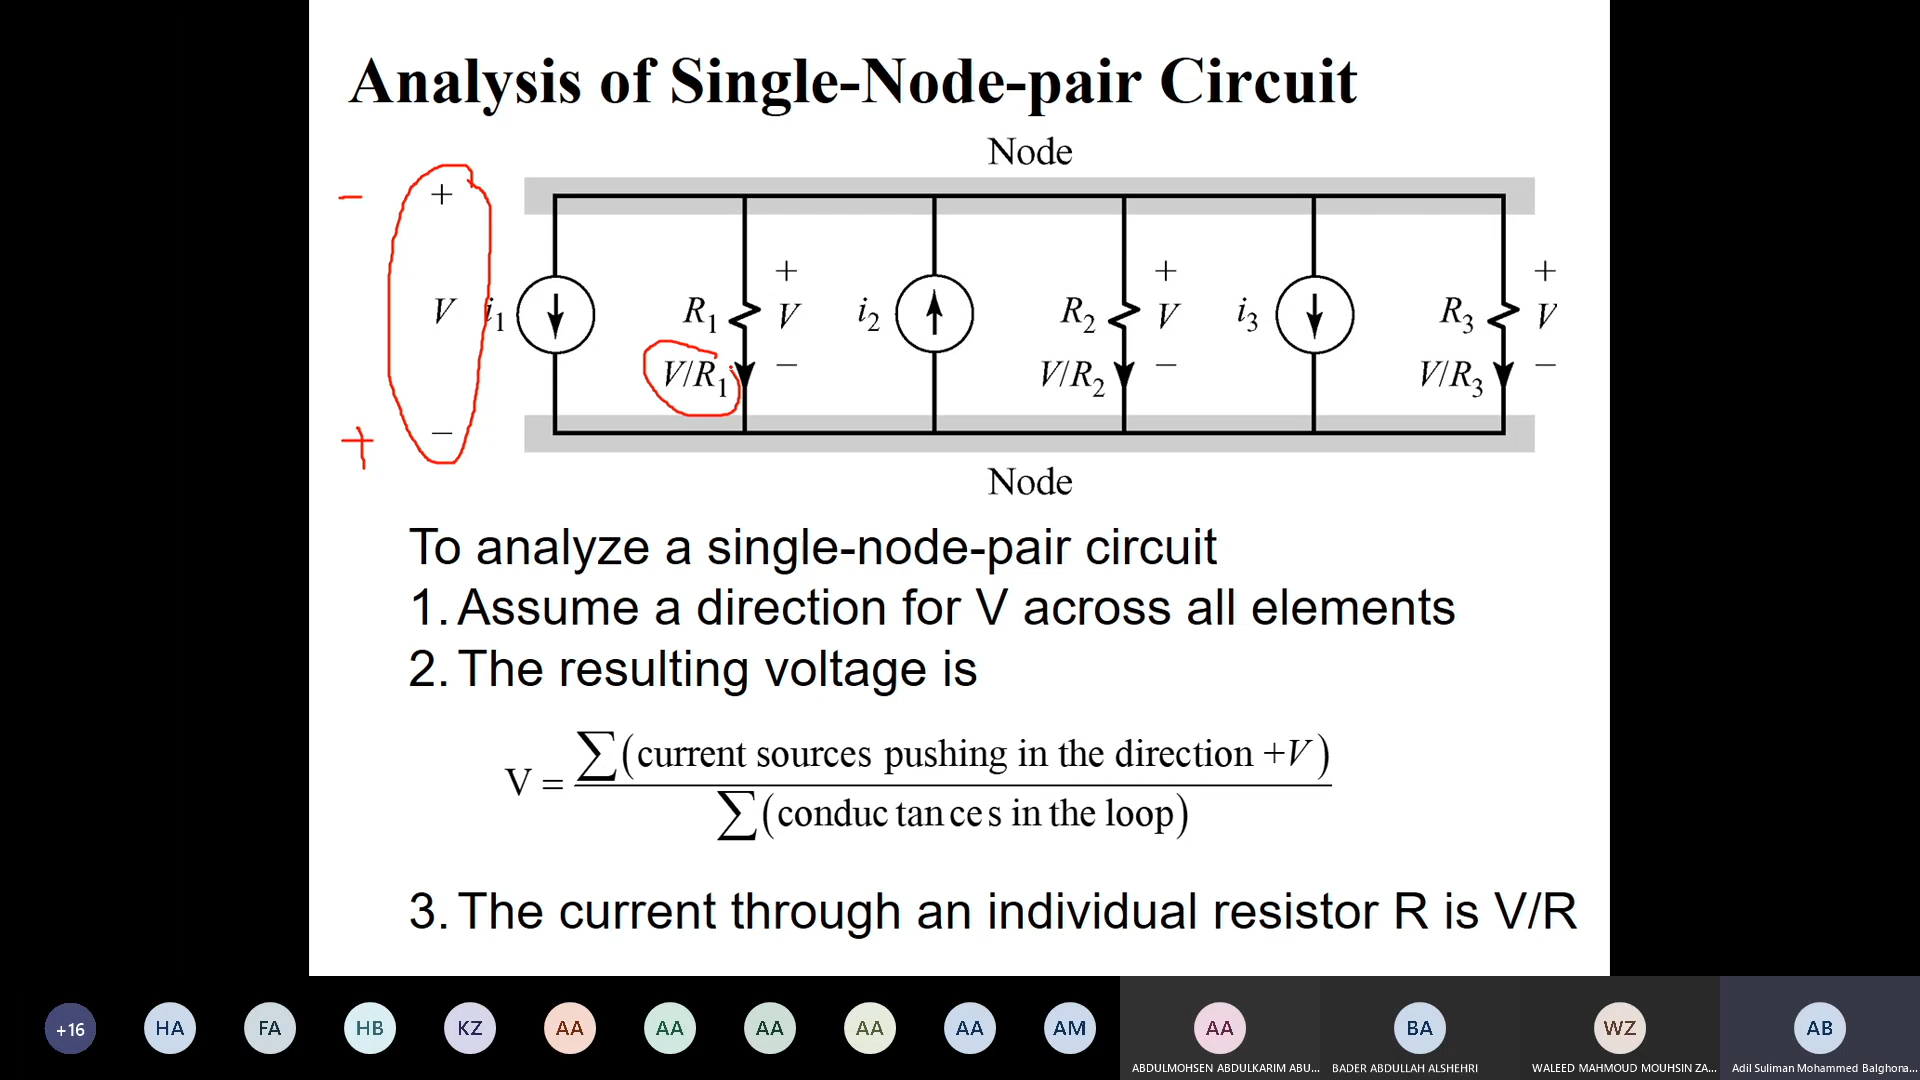 Analysis of Single-Node-pair Circuit
Node
− +
V i₁ R₁ + V − i₂ R₂ + V − i₃ R₃ + V −
V/R₁ V/R₂ V/R₃
+ −
Node
To analyze a single-node-pair circuit
1. Assume a direction for V across all elements
2. The resulting voltage is
V = ∑(current sources pushing in the direction +V)
∑(conduc tan ce s in the loop)
3. The current through an individual resistor R is V/R
+16 HA FA HB KZ AA AA AA AA AA AM AA BA WZ AB
ABDULMOHSEN ABDULKARIM ABU... BADER ABDULLAH ALSHEHRI WALEED MAHMOUD MOUHSIN ZA... Adil Suliman Mohammed Balghona...